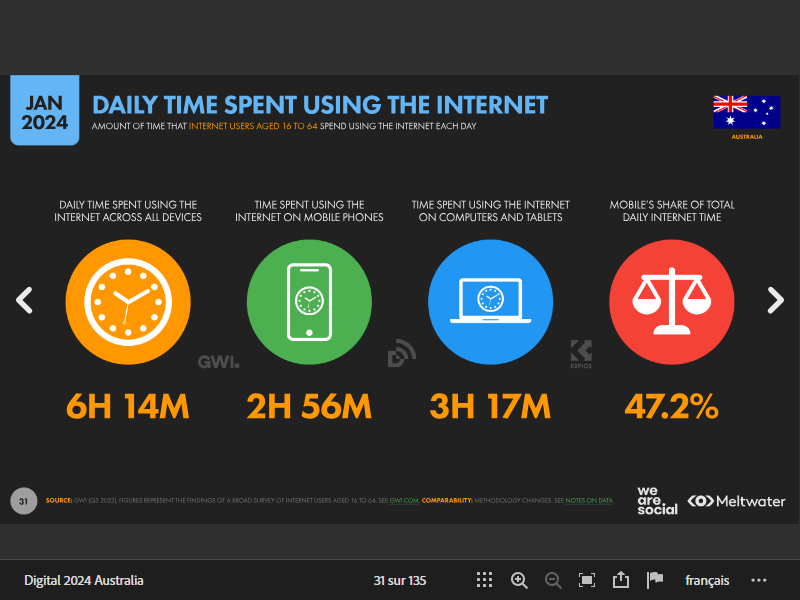 JAN
2024
DAILY TIME SPENT USING THE INTERNET
AMOUNT OF TIME THAT INTERNET USERS AGED 16 TO 64 SPEND USING THE INTERNET EACH DAY
AUSTRALIA
DAILY TIME SPENT USING THE
INTERNET ACROSS ALL DEVICES
TIME SPENT USING THE
INTERNET ON MOBILE PHONES
TIME SPENT USING THE INTERNET
ON COMPUTERS AND TABLETS
MOBILE'S SHARE OF TOTAL
DAILY INTERNET TIME
GWI.
KEPIOS
6H 14M
2H 56M
3H 17M
47.2%
31
SOURCE: GWI (Q3 2023). FIGURES REPRESENT THE FINDINGS OF A BROAD SURVEY OF INTERNET USERS AGED 16 TO 64. SEE GWI.COM. COMPARABILITY: METHODOLOGY CHANGES. SEE NOTES ON DATA.
we
are.
social
Meltwater
Digital 2024 Australia
31 sur 135
français